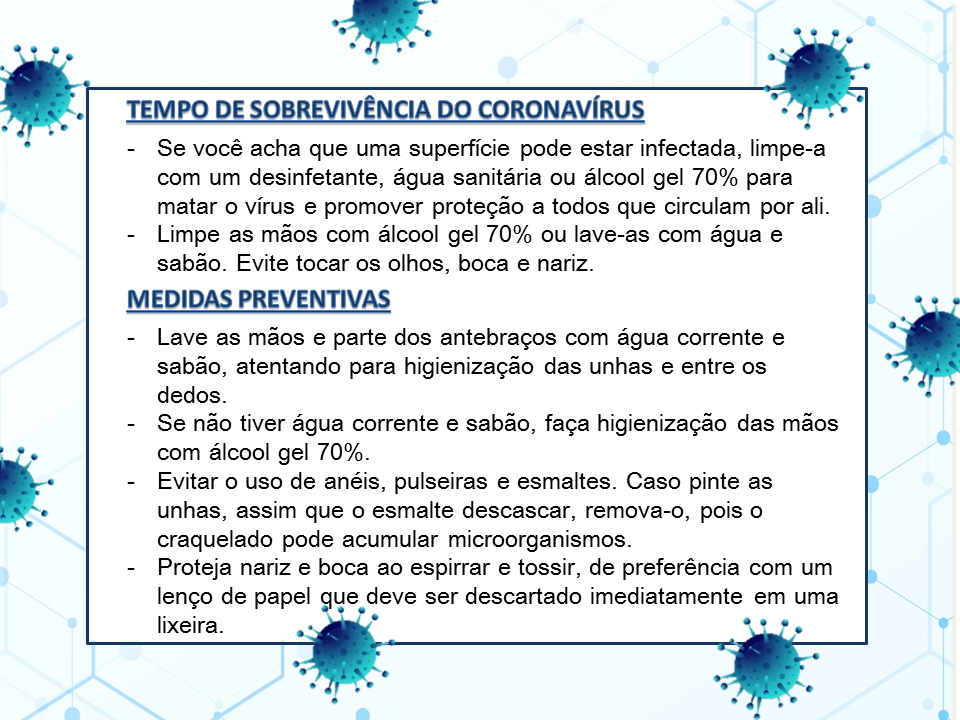 TEMPO DE SOBREVIVÊNCIA DO CORONAVÍRUS
- Se você acha que uma superfície pode estar infectada, limpe-a
com um desinfetante, água sanitária ou álcool gel 70% para
matar o vírus e promover proteção a todos que circulam por ali.
- Limpe as mãos com álcool gel 70% ou lave-as com água e
sabão. Evite tocar os olhos, boca e nariz.
MEDIDAS PREVENTIVAS
- Lave as mãos e parte dos antebraços com água corrente e
sabão, atentando para higienização das unhas e entre os
dedos.
- Se não tiver água corrente e sabão, faça higienização das mãos
com álcool gel 70%.
- Evitar o uso de anéis, pulseiras e esmaltes. Caso pinte as
unhas, assim que o esmalte descascar, remova-o, pois o
craquelado pode acumular microorganismos.
- Proteja nariz e boca ao espirrar e tossir, de preferência com um
lenço de papel que deve ser descartado imediatamente em uma
lixeira.